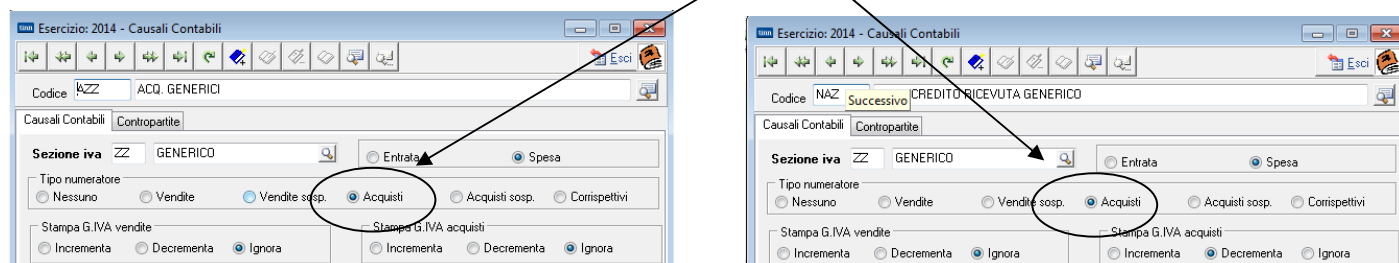 tinn Esercizio: 2014 - Causali Contabili
Esci
Codice AZZ ACQ. GENERICI
Causali Contabili Contropartite
Sezione iva ZZ GENERICO Entrata Spesa
Tipo numeratore
Nessuno Vendite Vendite sosp. Acquisti Acquisti sosp. Corrispettivi
Stampa G.IVA vendite Stampa G.IVA acquisti
Incrementa Decrementa Ignora Incrementa Decrementa Ignora
tinn Esercizio: 2014 - Causali Contabili
Esci
Codice NAZ Successivo CREDITO RICEVUTA GENERICO
Causali Contabili Contropartite
Sezione iva ZZ GENERICO Entrata Spesa
Tipo numeratore
Nessuno Vendite Vendite sosp. Acquisti Acquisti sosp. Corrispettivi
Stampa G.IVA vendite Stampa G.IVA acquisti
Incrementa Decrementa Ignora Incrementa Decrementa Ignora